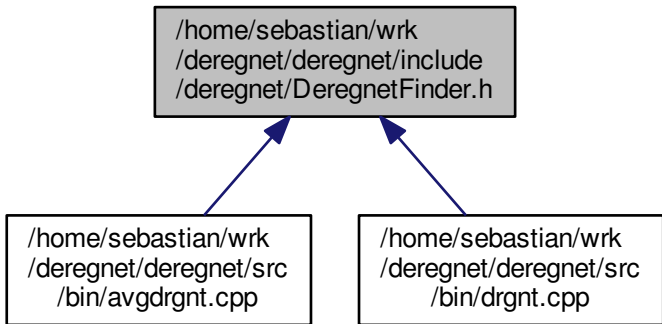 /home/sebastian/wrk
/deregnet/deregnet/include
/deregnet/DeregnetFinder.h
/home/sebastian/wrk
/deregnet/deregnet/src
/bin/avgdrgnt.cpp
/home/sebastian/wrk
/deregnet/deregnet/src
/bin/drgnt.cpp